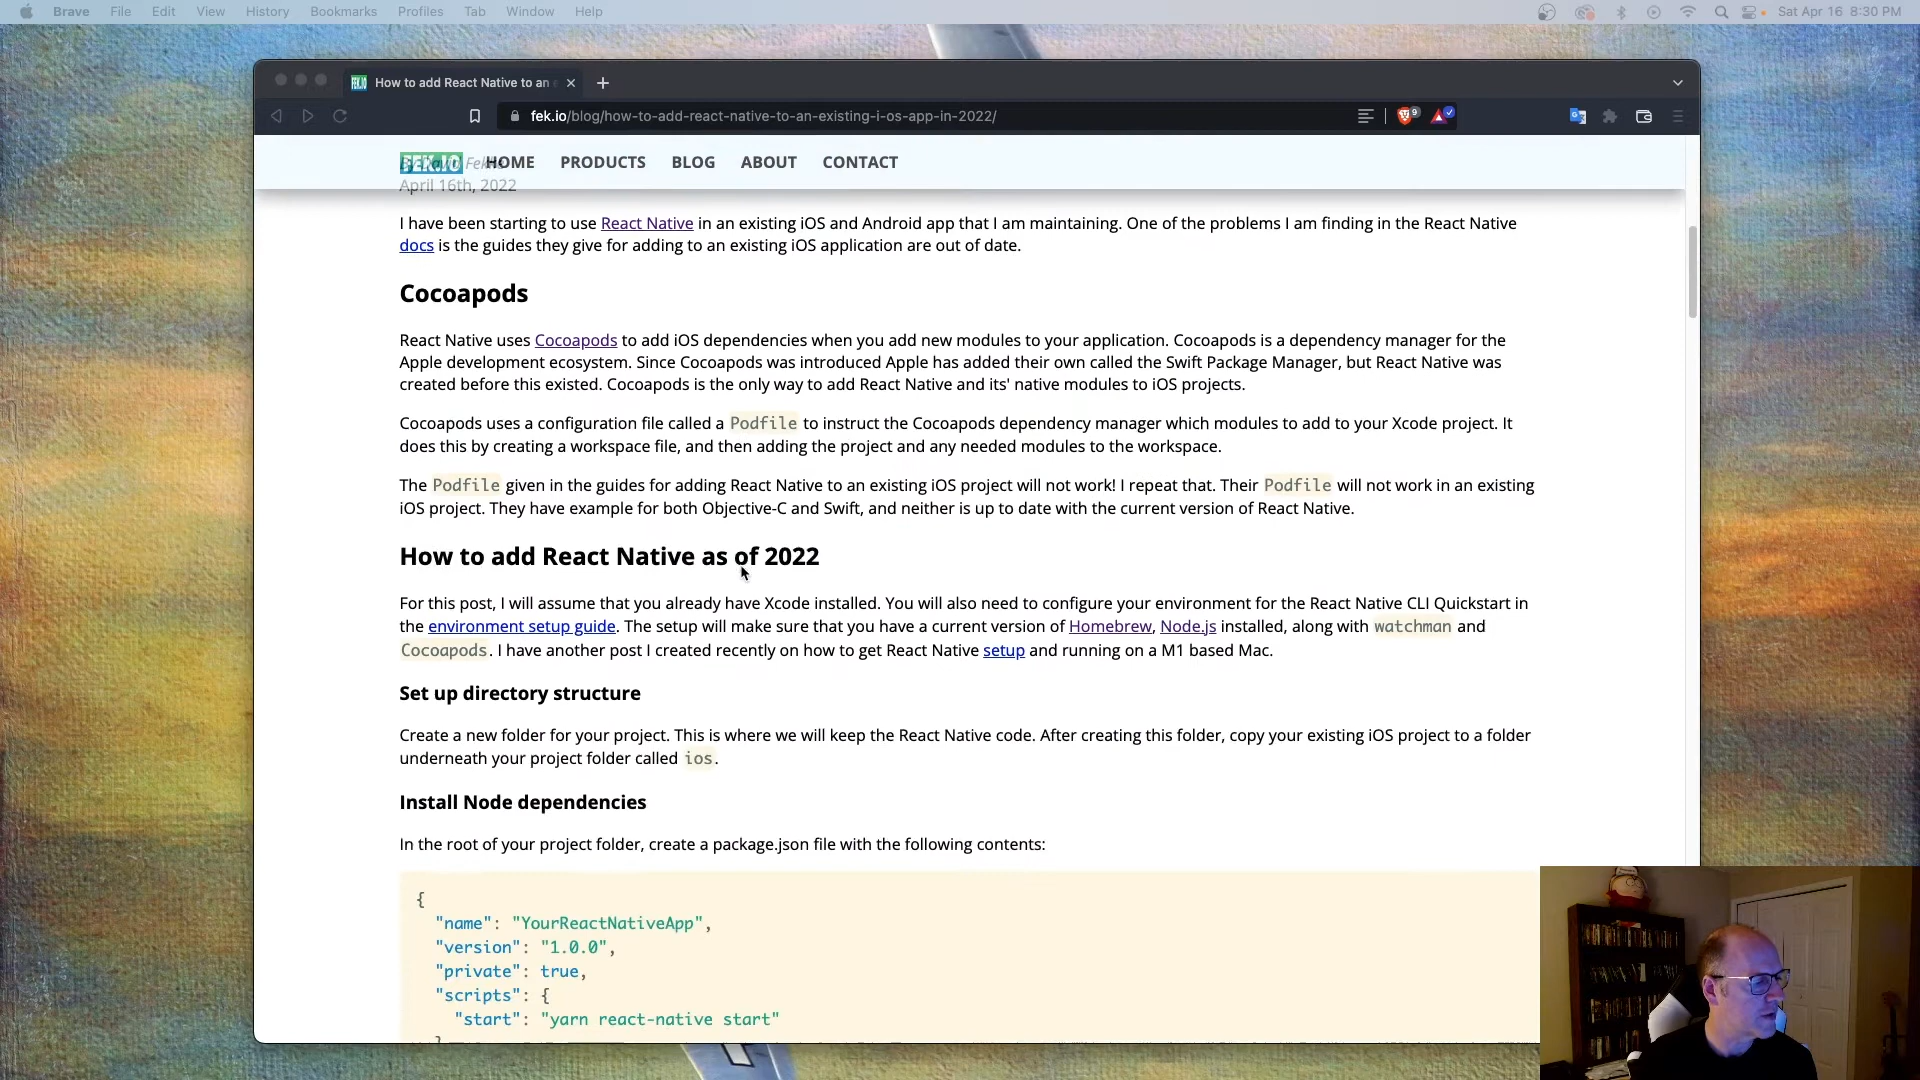 Brave File Edit View History Bookmarks Profiles Tab Window Help Sat Apr 16 8:30 PM
How to add React Native to an
fek.io/blog/how-to-add-react-native-to-an-existing-i-os-app-in-2022/
FEK.IO HOME PRODUCTS BLOG ABOUT CONTACT
April 16th, 2022
I have been starting to use React Native in an existing iOS and Android app that I am maintaining. One of the problems I am finding in the React Native
docs is the guides they give for adding to an existing iOS application are out of date.
Cocoapods
React Native uses Cocoapods to add iOS dependencies when you add new modules to your application. Cocoapods is a dependency manager for the
Apple development ecosystem. Since Cocoapods was introduced Apple has added their own called the Swift Package Manager, but React Native was
created before this existed. Cocoapods is the only way to add React Native and its' native modules to iOS projects.
Cocoapods uses a configuration file called a Podfile to instruct the Cocoapods dependency manager which modules to add to your Xcode project. It
does this by creating a workspace file, and then adding the project and any needed modules to the workspace.
The Podfile given in the guides for adding React Native to an existing iOS project will not work! I repeat that. Their Podfile will not work in an existing
iOS project. They have example for both Objective-C and Swift, and neither is up to date with the current version of React Native.
How to add React Native as of 2022
For this post, I will assume that you already have Xcode installed. You will also need to configure your environment for the React Native CLI Quickstart in
the environment setup guide. The setup will make sure that you have a current version of Homebrew, Node.js installed, along with watchman and
Cocoapods. I have another post I created recently on how to get React Native setup and running on a M1 based Mac.
Set up directory structure
Create a new folder for your project. This is where we will keep the React Native code. After creating this folder, copy your existing iOS project to a folder
underneath your project folder called ios.
Install Node dependencies
In the root of your project folder, create a package.json file with the following contents:
{
"name": "YourReactNativeApp",
"version": "1.0.0",
"private": true,
"scripts": {
"start": "yarn react-native start"
}